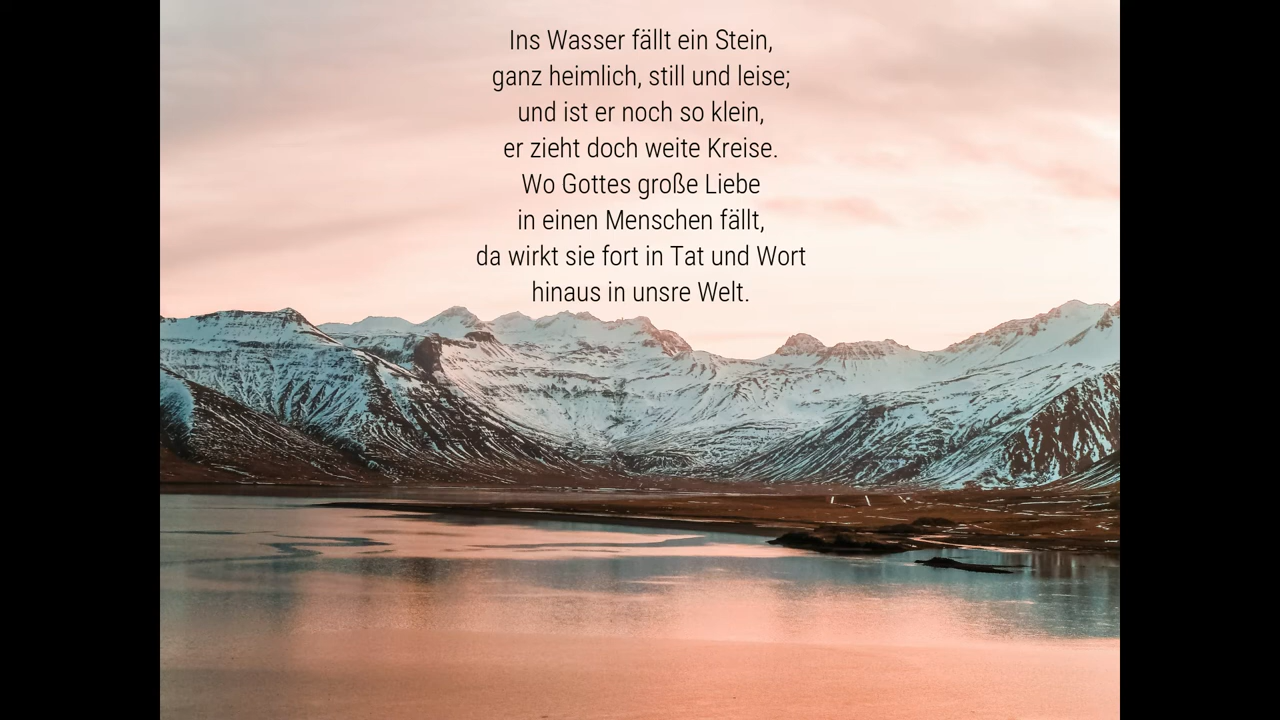 Ins Wasser fällt ein Stein,
ganz heimlich, still und leise;
und ist er noch so klein,
er zieht doch weite Kreise.
Wo Gottes große Liebe
in einen Menschen fällt,
da wirkt sie fort in Tat und Wort
hinaus in unsre Welt.